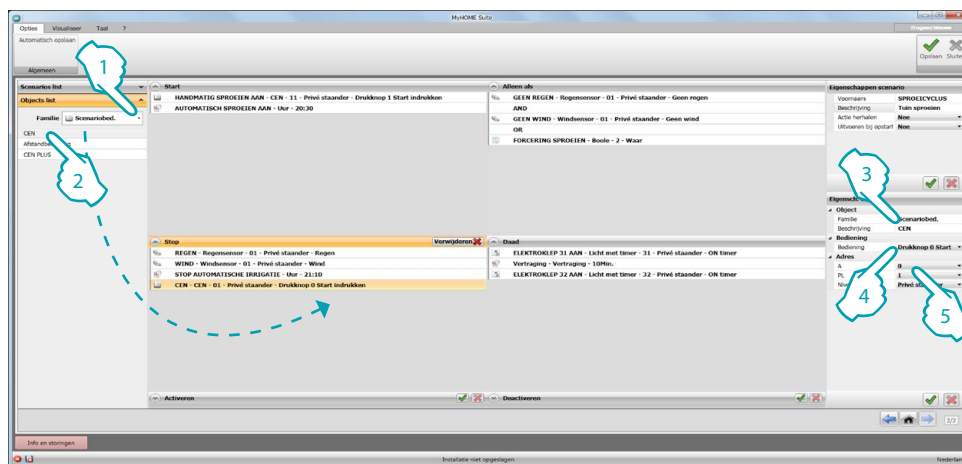 MyHOME Suite
Opties Visualiseer Taal ?
Automatisch opslaan
Opslaan
Algemeen
1
Scenarios list
Objects list
Familie Scenariobed.
CEN
CEN PLUS
2
Start
HANDMATIG SPROEIEN AAN - CEN - 11 - Privé staander - Drukknop 1 Start indrukken
AUTOMATISCH SPROEIEN AAN - Uur - 20:30
Alleen als
GEEN REGEN - Regensensor - 01 - Privé staander - Geen regen
AND
GEEN WIND - Windsensor - 01 - Privé staander - Geen wind
OR
FORCERING SPROEIEN - Boole - 2 - Waar
Eigenschappen scenario
Voornaam SPROEICYCLUS
Beschrijving Tuin sproeien
Actie herhalen Nee
Uitvoeren bij opstart Nee
3
Stop Verwijderen
REGEN - Regensensor - 01 - Privé staander - Regen
WIND - Windsensor - 01 - Privé staander - Wind
STOP AUTOMATISCHE IRRIGATIE - Uur - 21:10
CEN - CEN - 01 - Privé staander - Drukknop 0 Start indrukken
Daad
ELEKTROKLEP 31 AAN - Licht met timer - 31 - Privé staander - ON timer
Vertraging - Vertraging - 10Min.
ELEKTROKLEP 32 AAN - Licht met timer - 32 - Privé staander - ON timer
Object
Familie Scenariobed.
Beschrijving CEN
Bediening
Bediening Drukknop 0 Start
Adres
A 0
PL 1
4
5
Activeren
Deactiveren
2/2
Info en storingen
Installatie niet opgeslagen